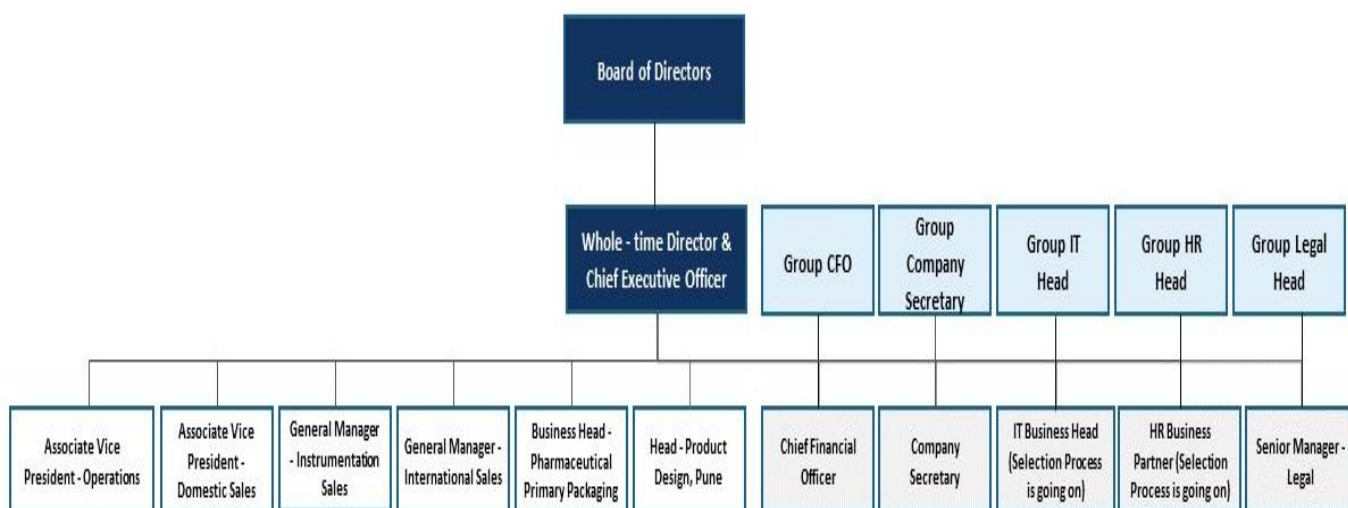 Board of Directors
Whole - time Director &
Chief Executive Officer
Group CFO
Group
Company
Secretary
Group IT
Head
Group HR
Head
Group Legal
Head
Associate Vice
President - Operations
Associate Vice
President -
Domestic Sales
General Manager
- Instrumentation
Sales
General Manager -
International Sales
Business Head -
Pharmaceutical
Primary Packaging
Head - Product
Design, Pune
Chief Financial
Officer
Company
Secretary
IT Business Head
(Selection Process
is going on)
HR Business
Partner (Selection
Process is going on)
Senior Manager -
Legal